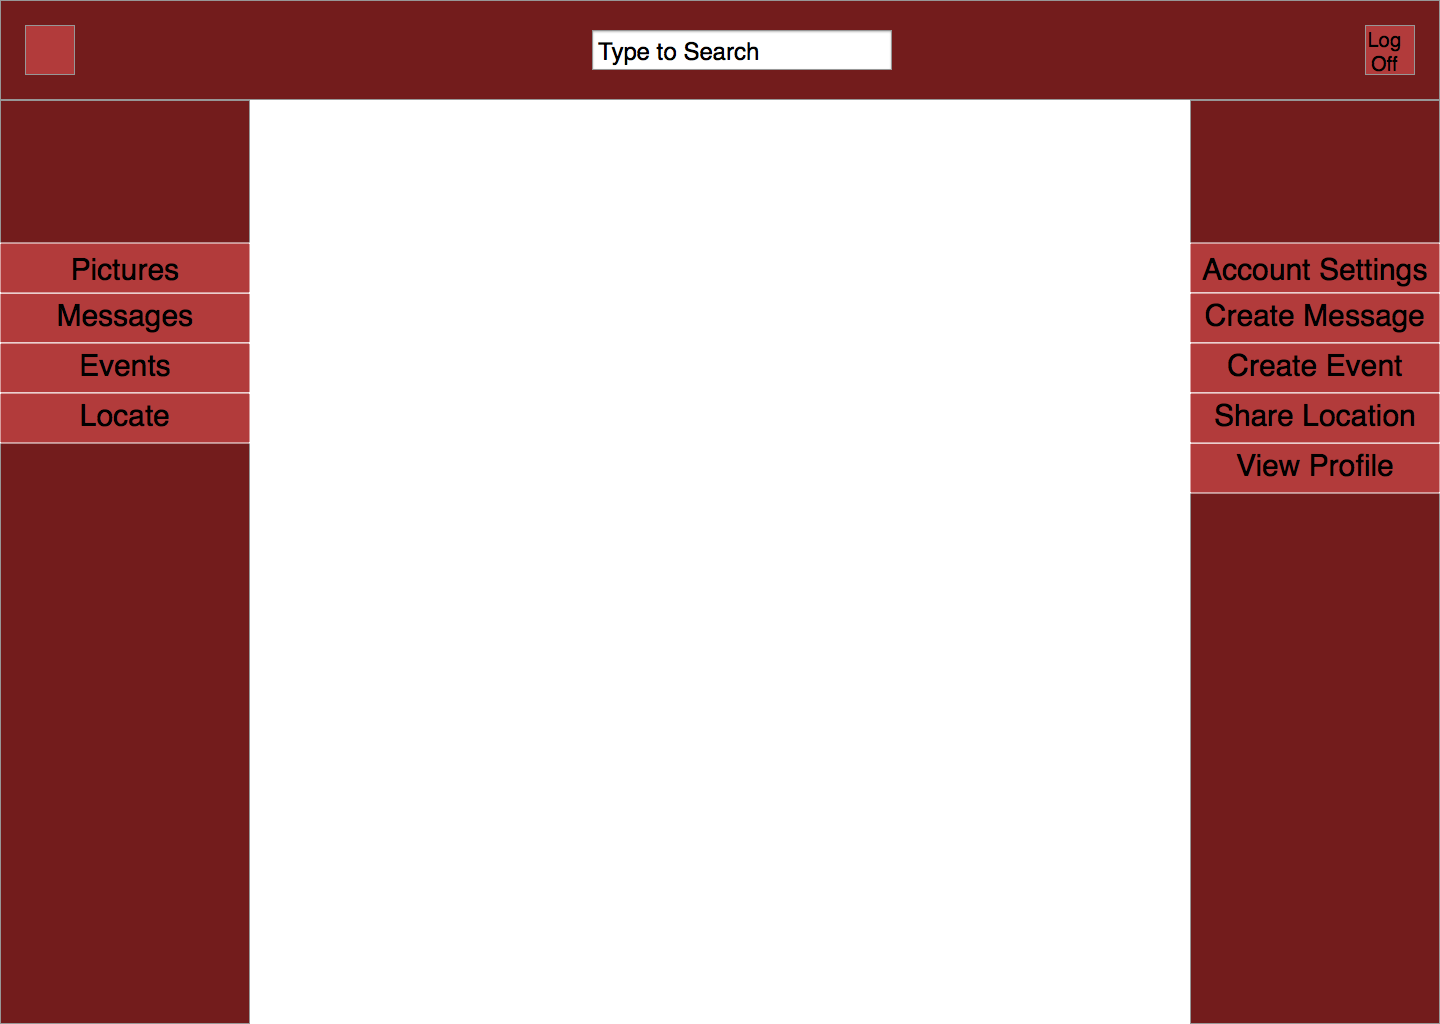 Type to Search
Log
Off
Pictures
Messages
Events
Locate
Account Settings
Create Message
Create Event
Share Location
View Profile